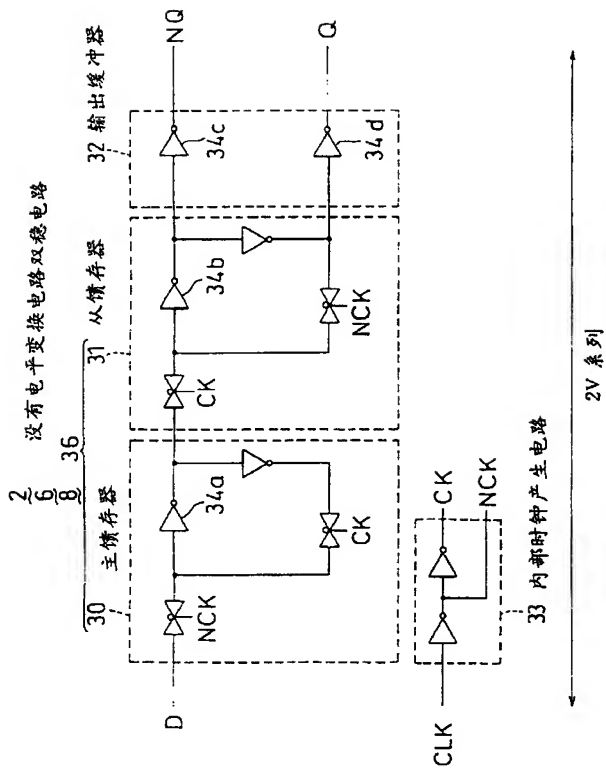 2
6
8
没有电平变换电路双稳电路
36
30 主馈存器
31 从馈存器
32 输出缓冲器
D
NCK
34a
CK
CK
34b
NCK
34c
NQ
34d
Q
CLK
CK
NCK
33 内部时钟产生电路
2V 系列